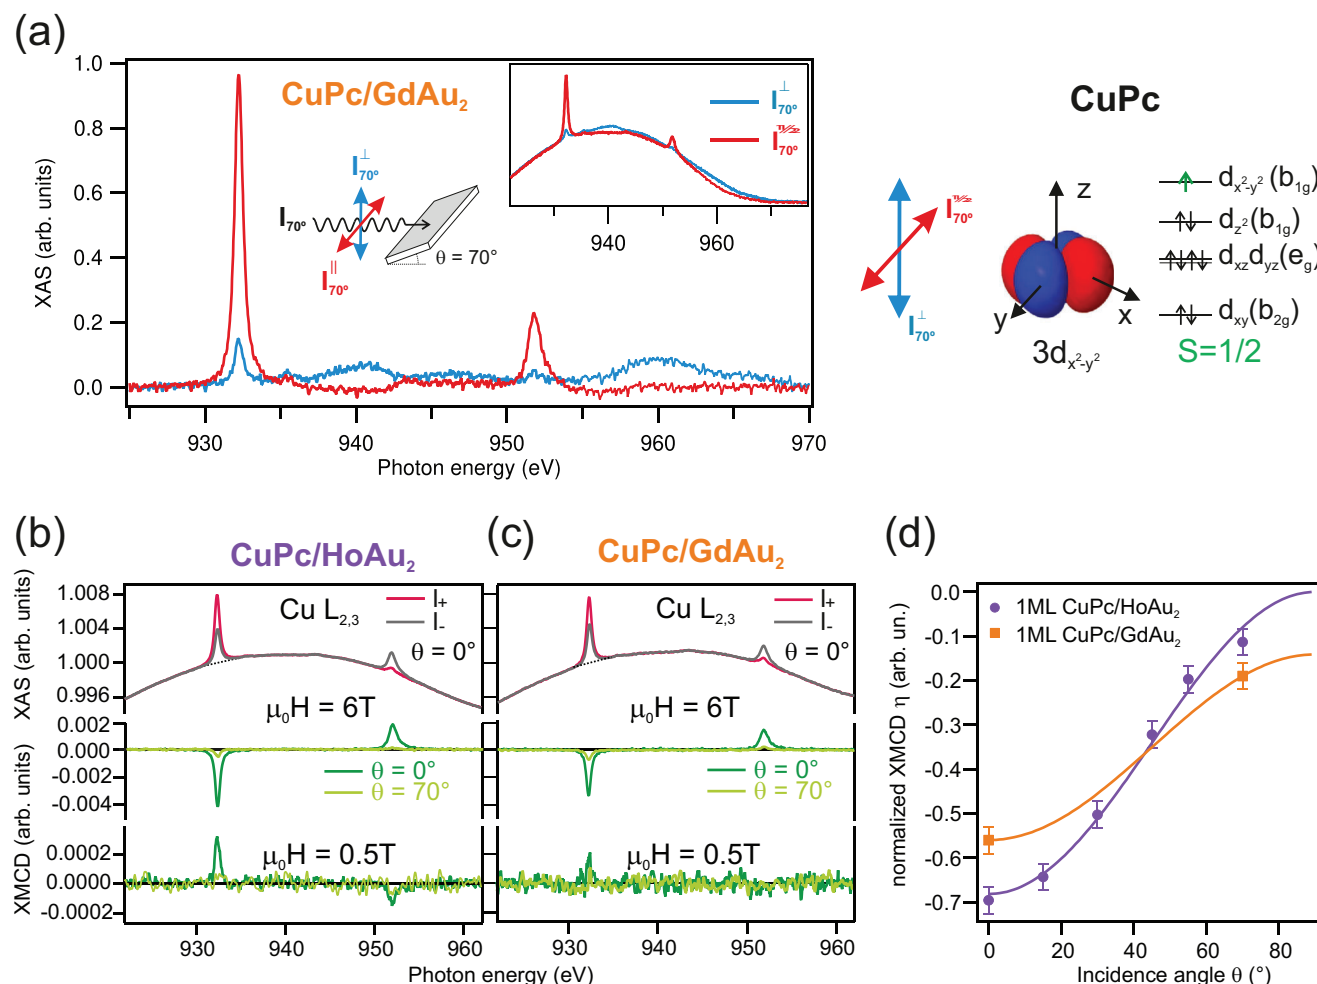 (a)
CuPc/GdAu₂
XAS (arb. units)
1.0
0.8
0.6
0.4
0.2
0.0
930
940
950
960
970
Photon energy (eV)
I⊥70º
I70º
I||70º
θ = 70°
I⊥70º
I70º
940
960
I70º
I⊥70º
CuPc
z
y
x
3dx²-y²
dx²-y² (b1g)
dz²(b1g)
dxzdyz(eg)
dxy(b2g)
S=1/2
(b)
CuPc/HoAu₂
XAS (arb. units)
1.008
1.004
1.000
0.996
Cu L2,3
I+
I-
θ = 0°
μ₀H = 6T
XMCD (arb. units)
0.002
0.000
-0.002
-0.004
θ = 0°
θ = 70°
μ₀H = 0.5T
0.0002
0.0000
-0.0002
930
940
950
960
(c)
CuPc/GdAu₂
Cu L2,3
I+
I-
θ = 0°
μ₀H = 6T
θ = 0°
θ = 70°
μ₀H = 0.5T
930
940
950
960
Photon energy (eV)
(d)
normalized XMCD η (arb. un.)
0.0
-0.1
-0.2
-0.3
-0.4
-0.5
-0.6
-0.7
1ML CuPc/HoAu₂
1ML CuPc/GdAu₂
0
20
40
60
80
Incidence angle θ (°)